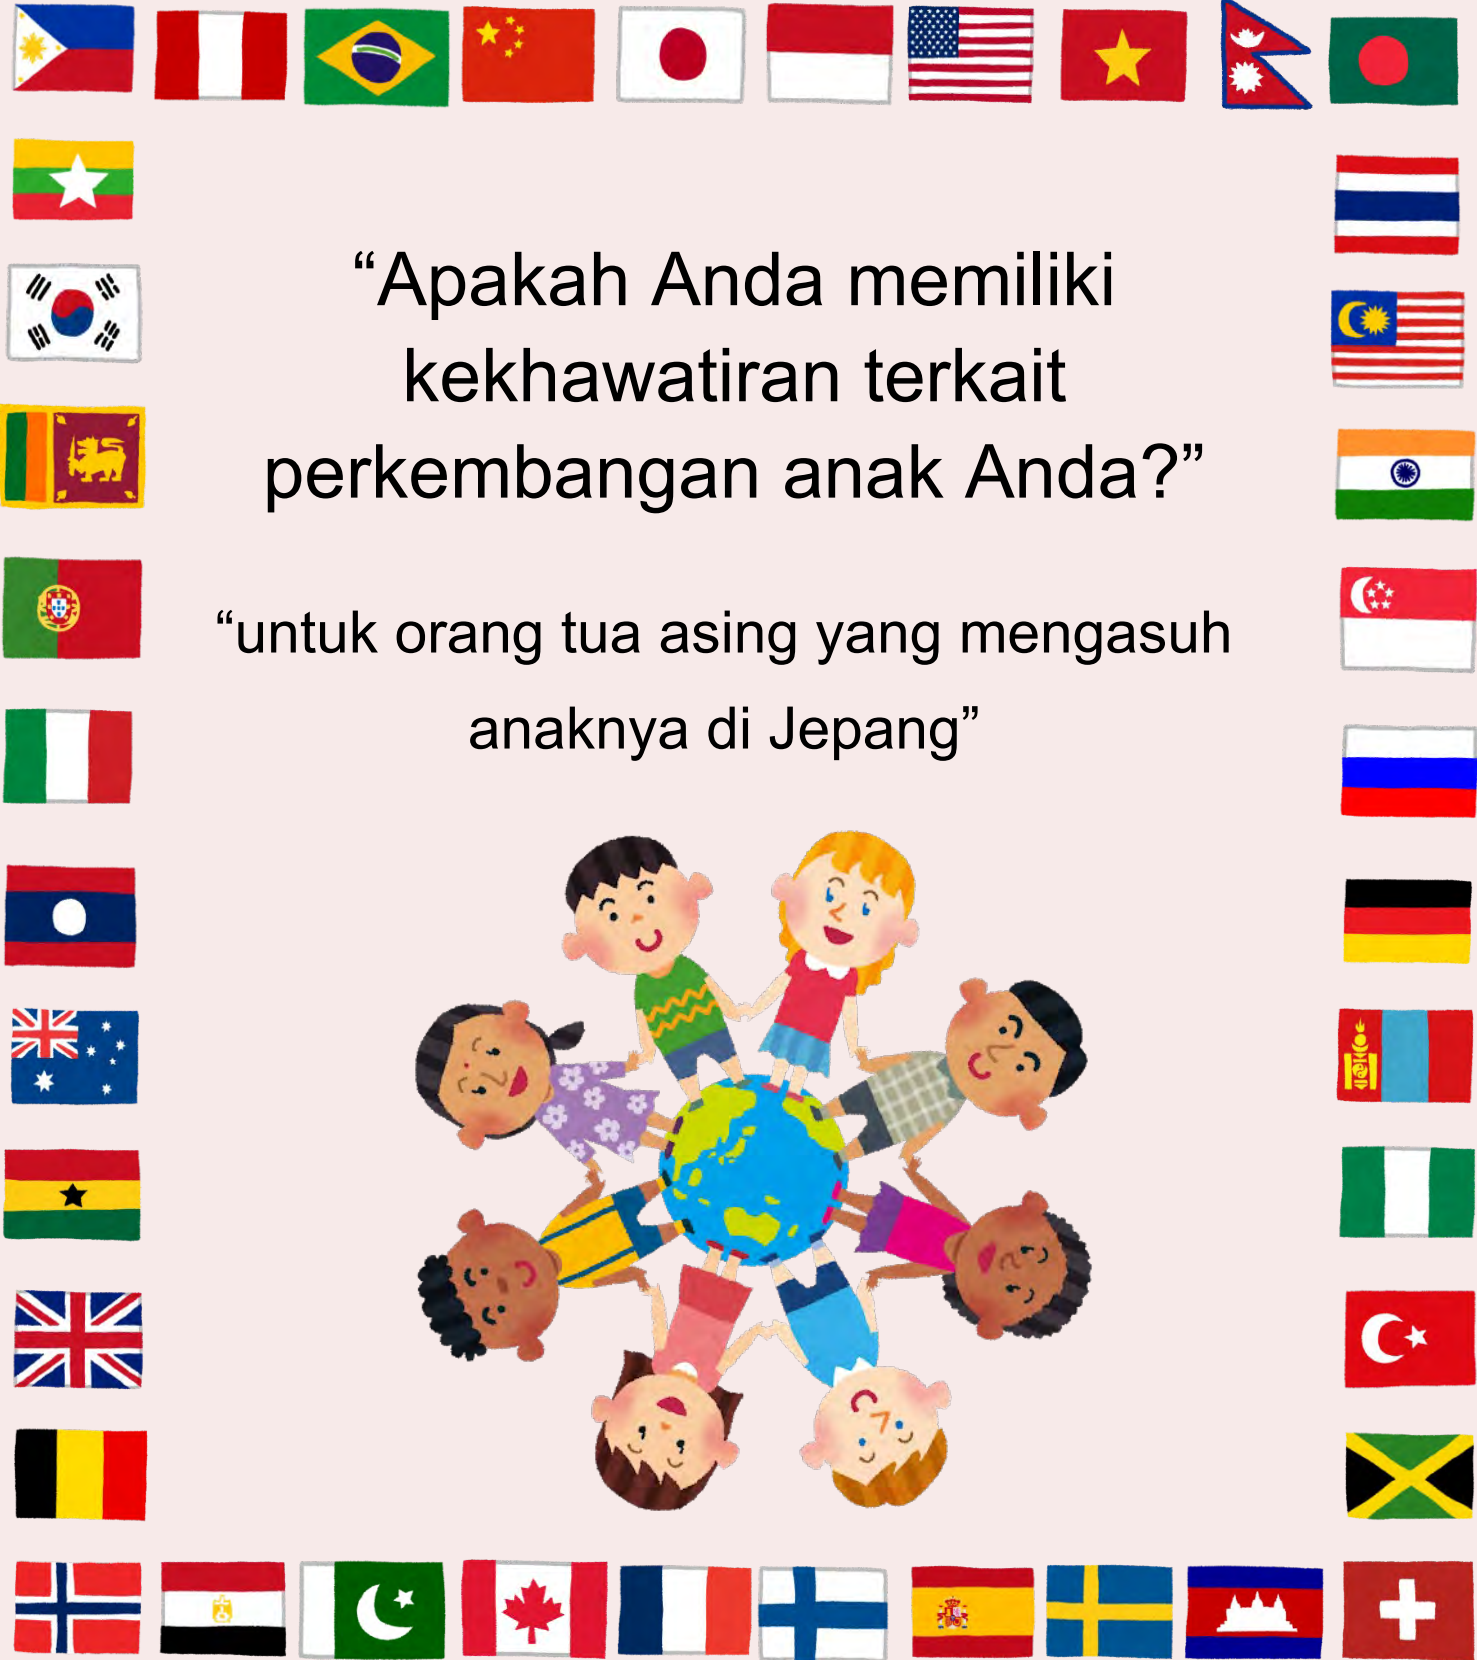 “Apakah Anda memiliki
kekhawatiran terkait
perkembangan anak Anda?”
“untuk orang tua asing yang mengasuh
anaknya di Jepang”